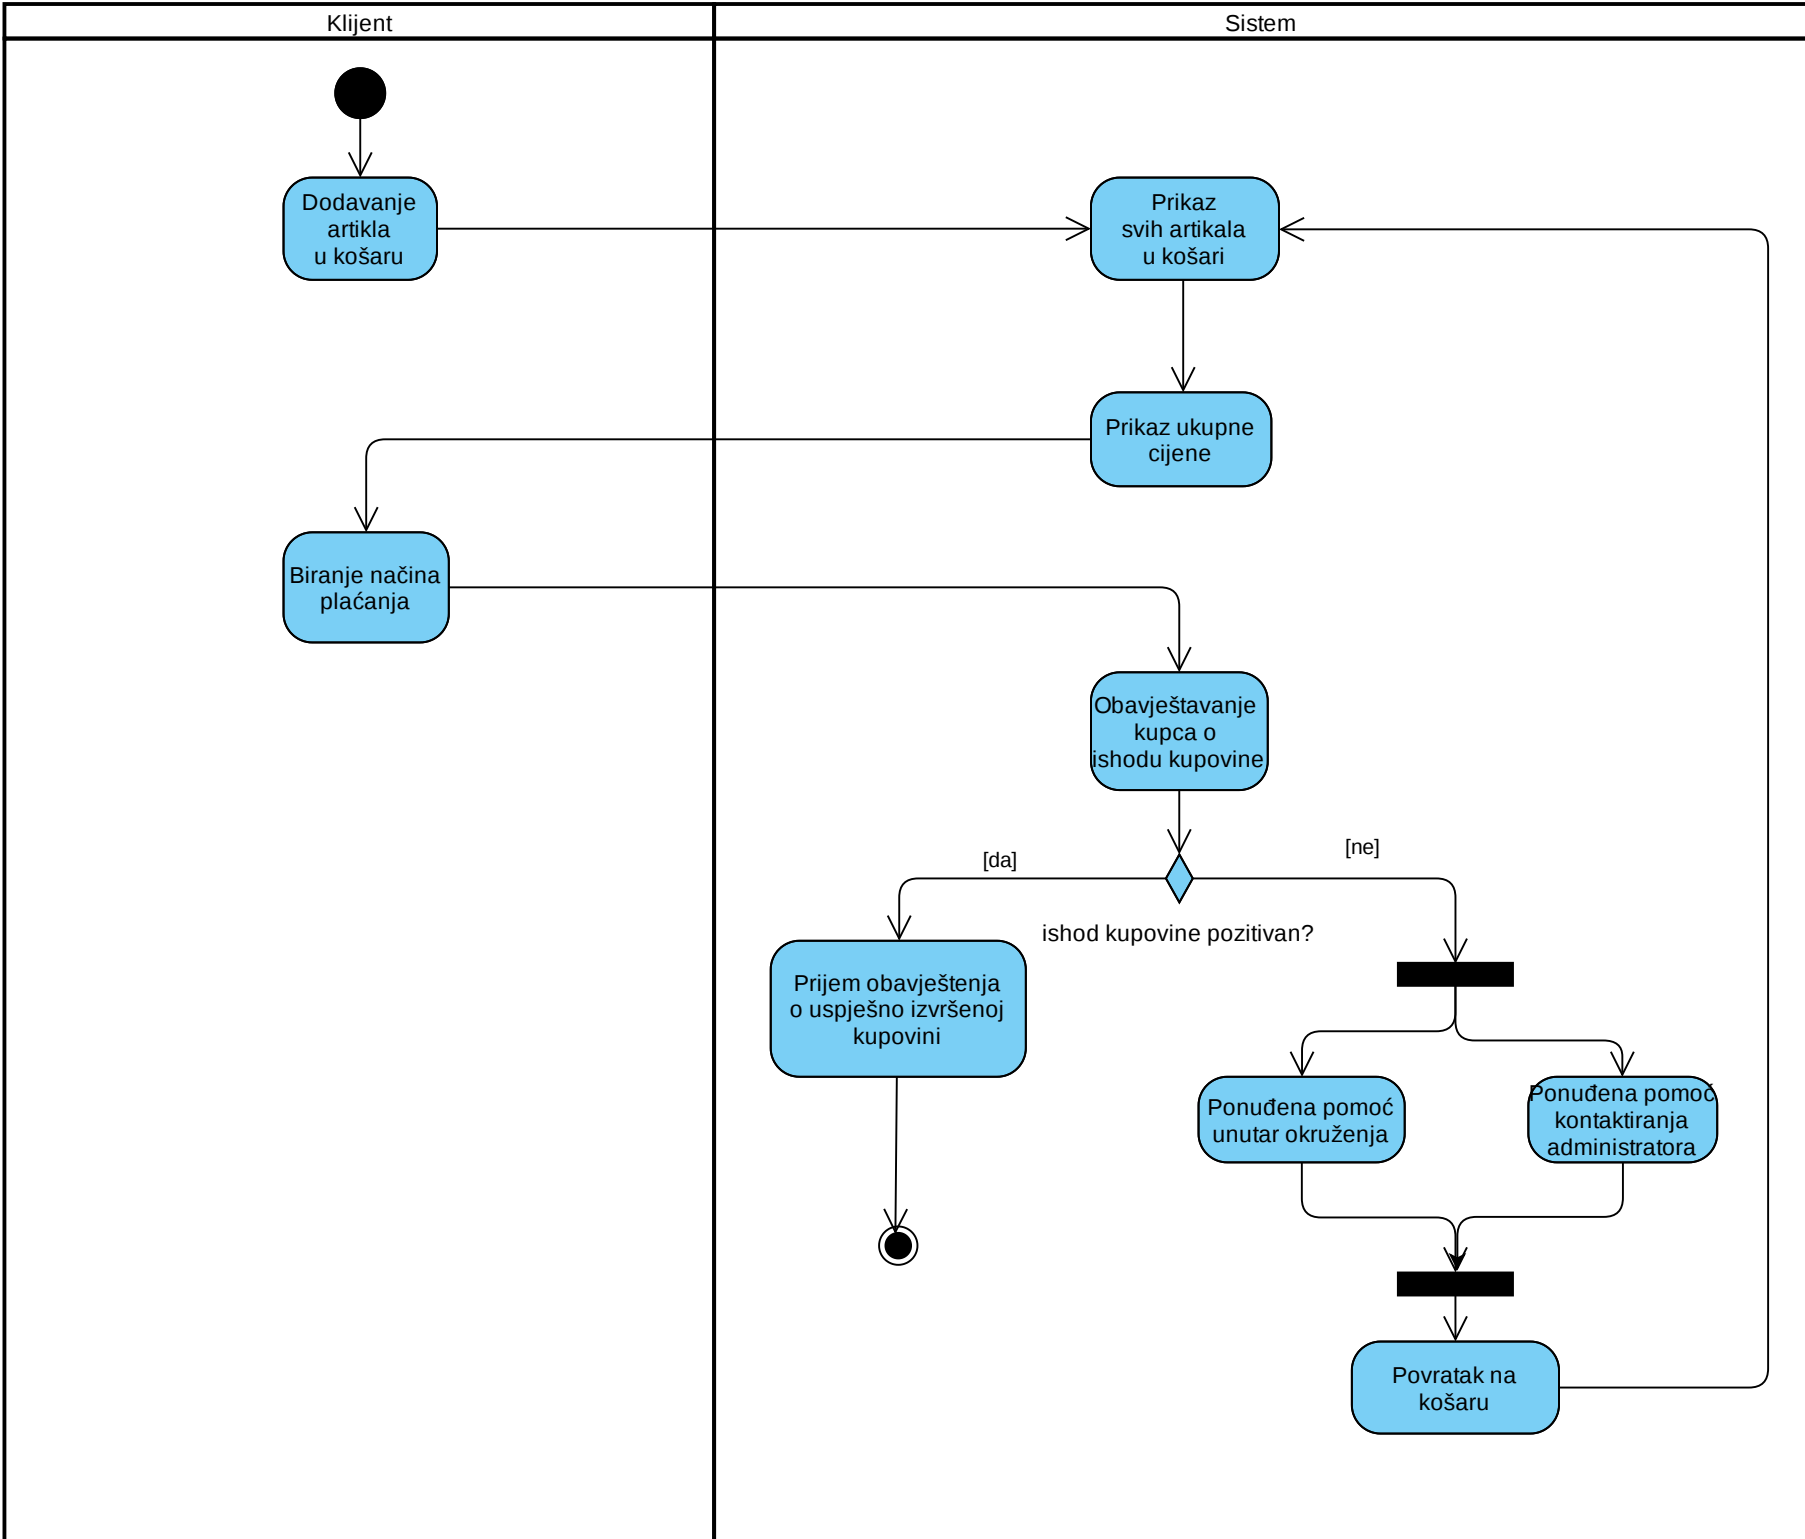 Klijent
Sistem
Dodavanje
artikla
u košaru
Prikaz
svih artikala
u košari
Prikaz ukupne
cijene
Biranje načina
plaćanja
Obavještavanje
kupca o
ishodu kupovine
[da]
[ne]
ishod kupovine pozitivan?
Prijem obavještenja
o uspješno izvršenoj
kupovini
Ponuđena pomoć
unutar okruženja
Ponuđena pomoć
kontaktiranja
administratora
Povratak na
košaru